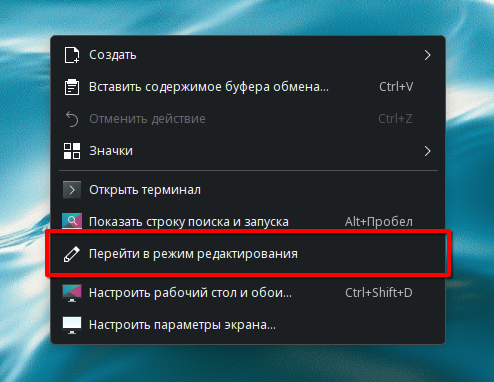 Создать
Вставить содержимое буфера обмена... Ctrl+V
Отменить действие Ctrl+Z
Значки
Открыть терминал
Показать строку поиска и запуска Alt+Пробел
Перейти в режим редактирования
Настроить рабочий стол и обои... Ctrl+Shift+D
Настроить параметры экрана...